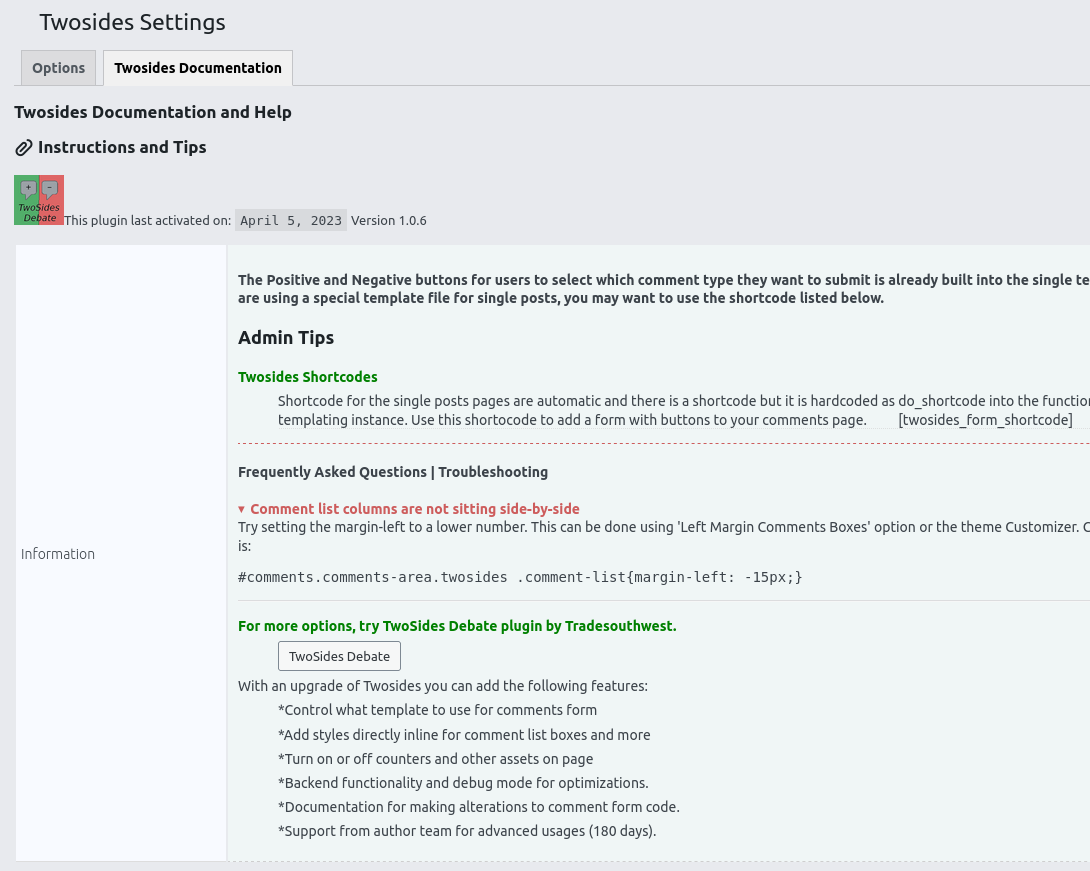 Twosides Settings
Options
Twosides Documentation
Twosides Documentation and Help
Instructions and Tips
+ -
TwoSides
Debate
This plugin last activated on: April 5, 2023 Version 1.0.6
Information
The Positive and Negative buttons for users to select which comment type they want to submit is already built into the single te
are using a special template file for single posts, you may want to use the shortcode listed below.
Admin Tips
Twosides Shortcodes
Shortcode for the single posts pages are automatic and there is a shortcode but it is hardcoded as do_shortcode into the function
templating instance. Use this shortocode to add a form with buttons to your comments page. [twosides_form_shortcode]
Frequently Asked Questions | Troubleshooting
▾ Comment list columns are not sitting side-by-side
Try setting the margin-left to a lower number. This can be done using 'Left Margin Comments Boxes' option or the theme Customizer.
is:
#comments.comments-area.twosides .comment-list{margin-left: -15px;}
For more options, try TwoSides Debate plugin by Tradesouthwest.
TwoSides Debate
With an upgrade of Twosides you can add the following features:
*Control what template to use for comments form
*Add styles directly inline for comment list boxes and more
*Turn on or off counters and other assets on page
*Backend functionality and debug mode for optimizations.
*Documentation for making alterations to comment form code.
*Support from author team for advanced usages (180 days).